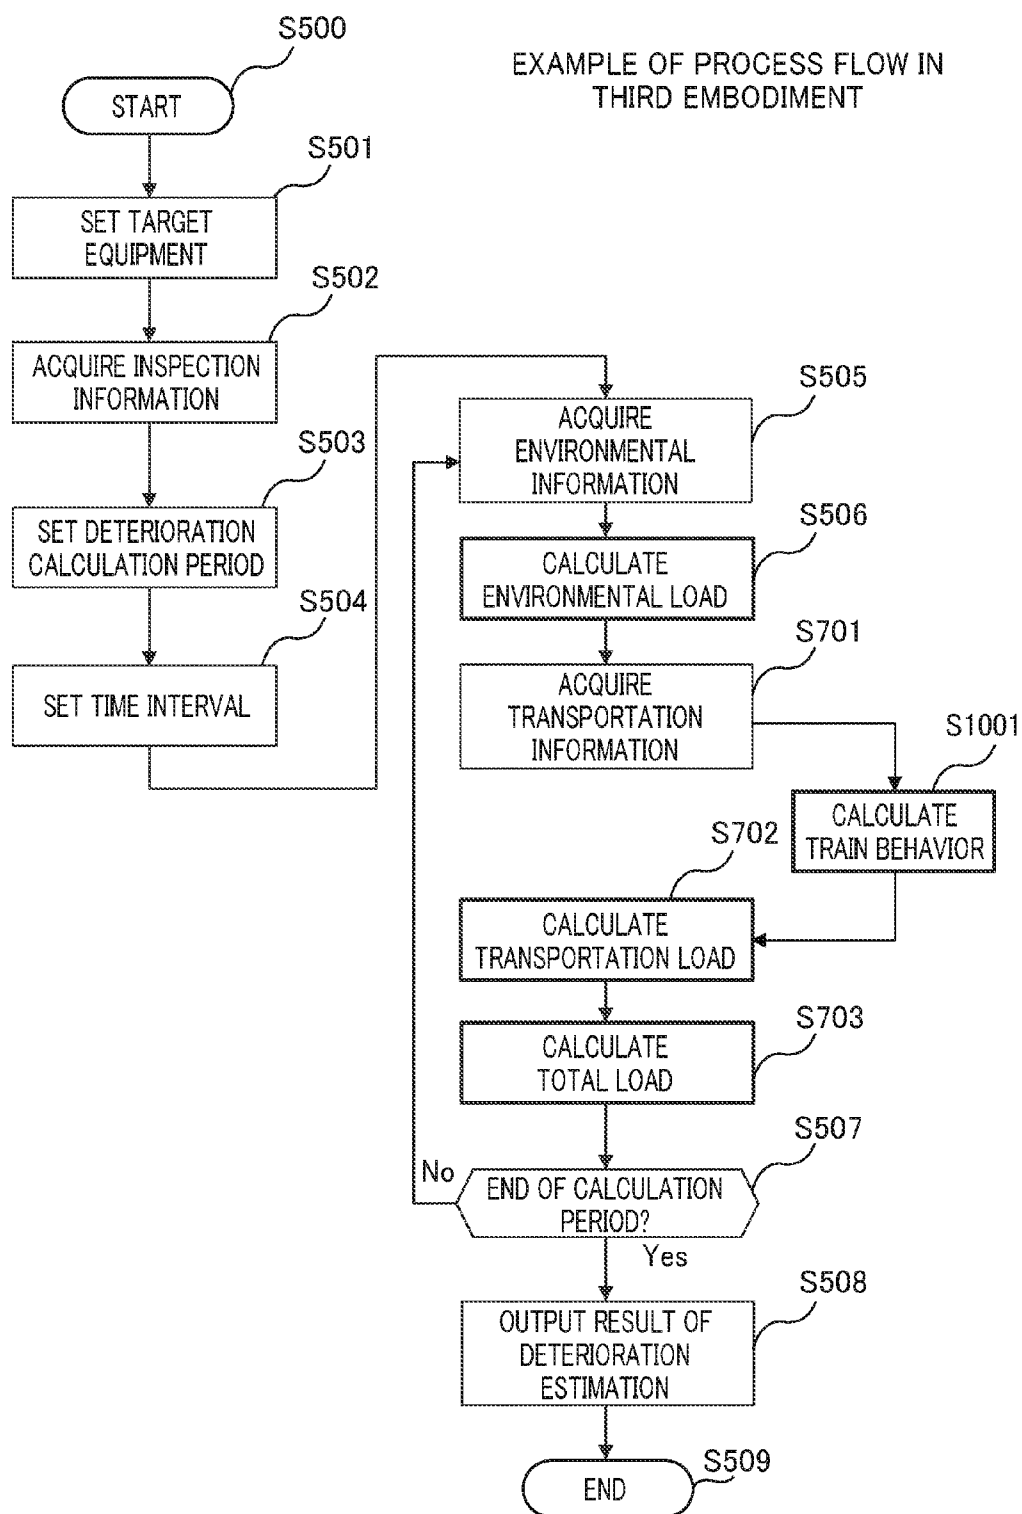 S500
EXAMPLE OF PROCESS FLOW IN
THIRD EMBODIMENT
START
S501
SET TARGET
EQUIPMENT
S502
ACQUIRE INSPECTION
INFORMATION
S503
SET DETERIORATION
CALCULATION PERIOD
S504
SET TIME INTERVAL
S505
ACQUIRE
ENVIRONMENTAL
INFORMATION
S506
CALCULATE
ENVIRONMENTAL LOAD
S701
ACQUIRE
TRANSPORTATION
INFORMATION
S1001
CALCULATE
TRAIN BEHAVIOR
S702
CALCULATE
TRANSPORTATION LOAD
S703
CALCULATE
TOTAL LOAD
S507
No
END OF CALCULATION
PERIOD?
Yes
S508
OUTPUT RESULT OF
DETERIORATION
ESTIMATION
S509
END